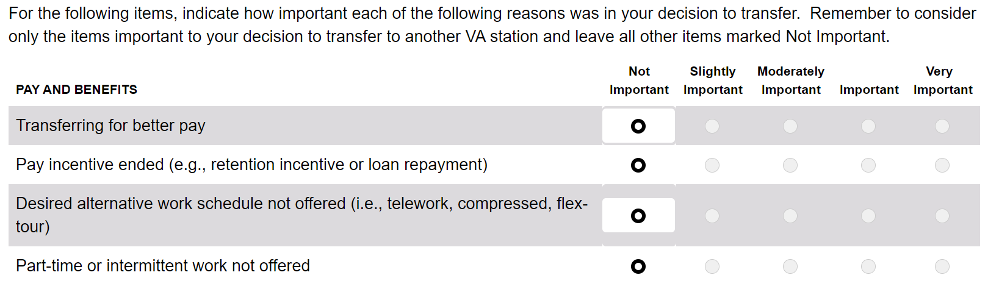 For the following items, indicate how important each of the following reasons was in your decision to transfer.  Remember to consider
only the items important to your decision to transfer to another VA station and leave all other items marked Not Important.
PAY AND BENEFITS
Not Important
Slightly Important
Moderately Important
Important
Very Important
Transferring for better pay
Pay incentive ended (e.g., retention incentive or loan repayment)
Desired alternative work schedule not offered (i.e., telework, compressed, flex-
tour)
Part-time or intermittent work not offered